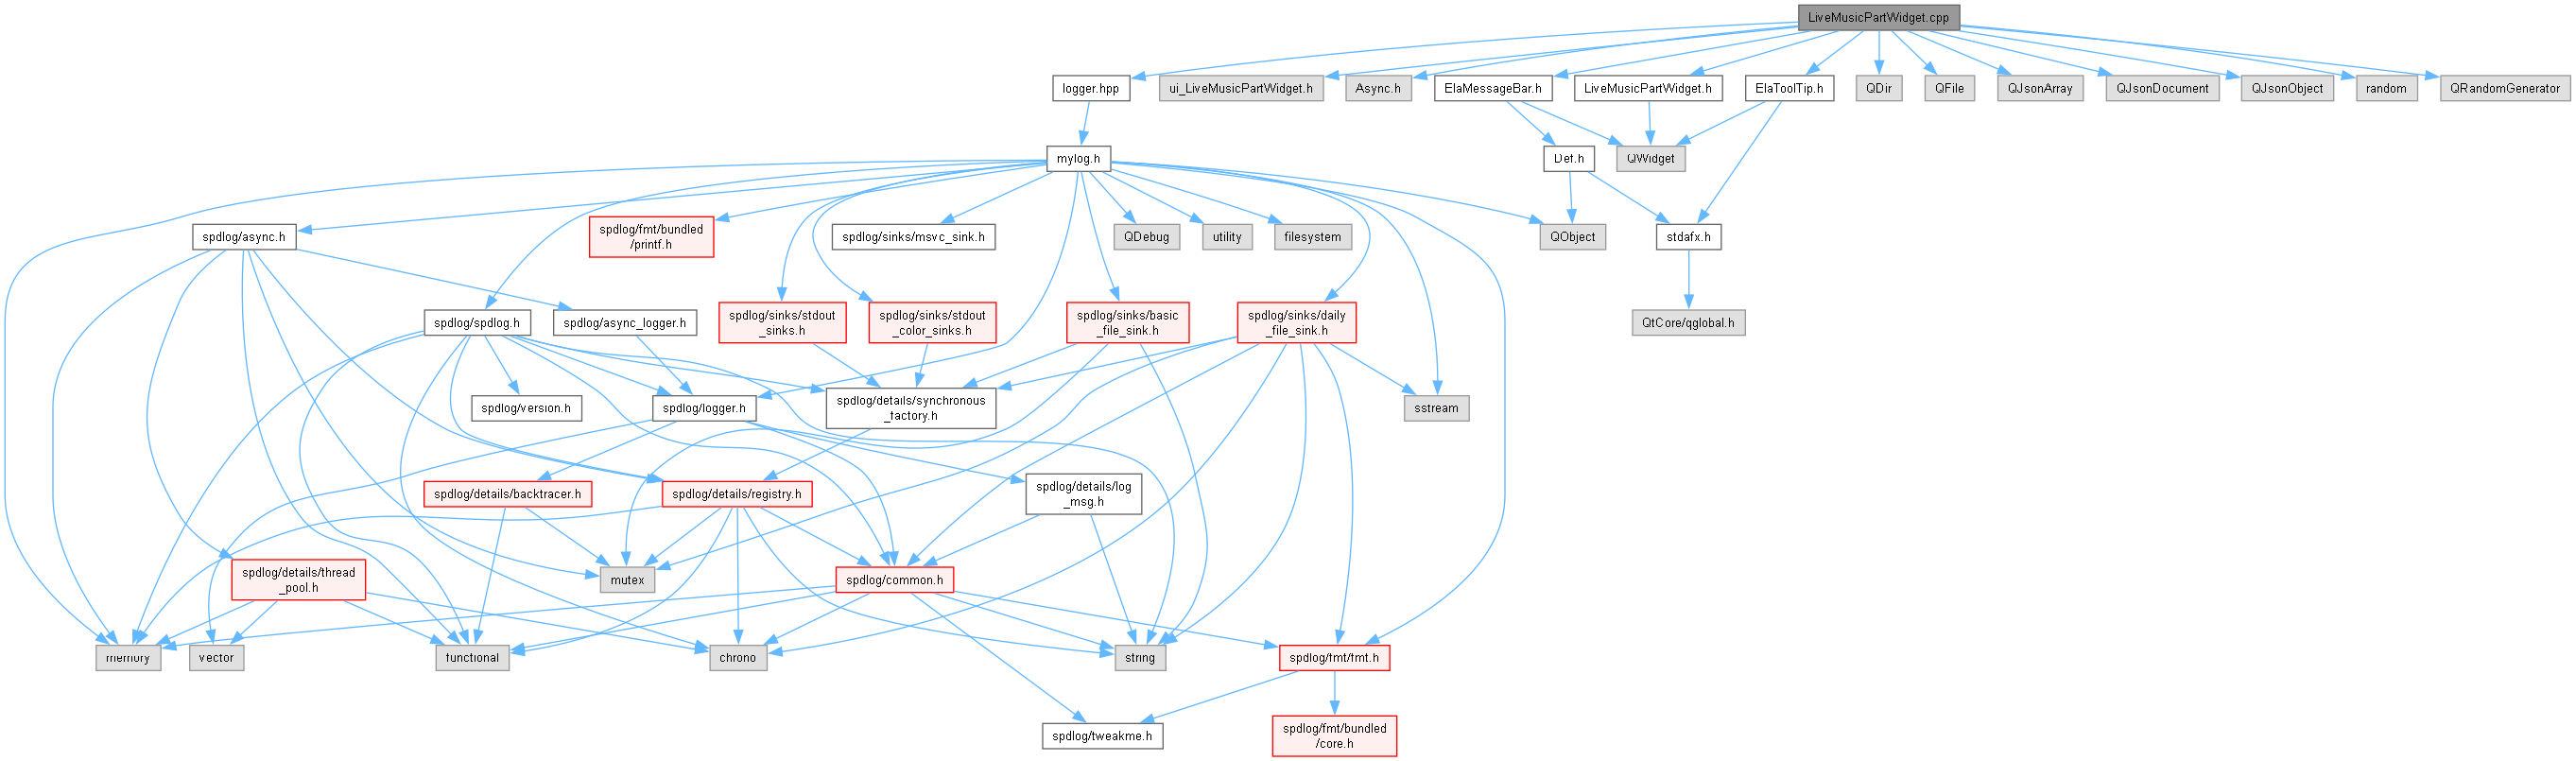 LiveMusicPartWidget.cpp
logger.hpp
ui_LiveMusicPartWidget.h
Async.h
ElaMessageBar.h
LiveMusicPartWidget.h
ElaToolTip.h
QDir
QFile
QJsonArray
QJsonDocument
QJsonObject
random
QRandomGenerator
mylog.h
Def.h
QWidget
spdlog/async.h
spdlog/fmt/bundled
/printf.h
spdlog/sinks/msvc_sink.h
QDebug
utility
filesystem
QObject
stdafx.h
spdlog/spdlog.h
spdlog/async_logger.h
spdlog/sinks/stdout
_sinks.h
spdlog/sinks/stdout
_color_sinks.h
spdlog/sinks/basic
_file_sink.h
spdlog/sinks/daily
_file_sink.h
QtCore/qglobal.h
spdlog/version.h
spdlog/logger.h
spdlog/details/synchronous
_factory.h
sstream
spdlog/details/backtracer.h
spdlog/details/registry.h
spdlog/details/log
_msg.h
spdlog/details/thread
_pool.h
mutex
spdlog/common.h
memory
vector
functional
chrono
string
spdlog/fmt/fmt.h
spdlog/tweakme.h
spdlog/fmt/bundled
/core.h